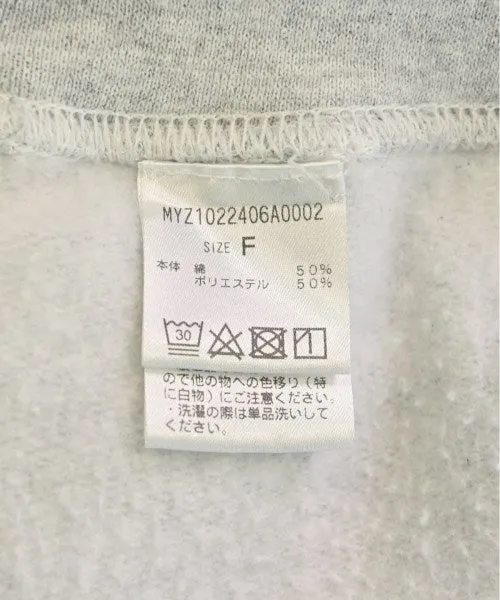 MYZ1022406A0002
SIZE F
本体 綿 50%
ポリエステル 50%
30
ので他の物への色移り(特
に白物)にご注意ください。
・洗濯の際は単品洗いして
ください。